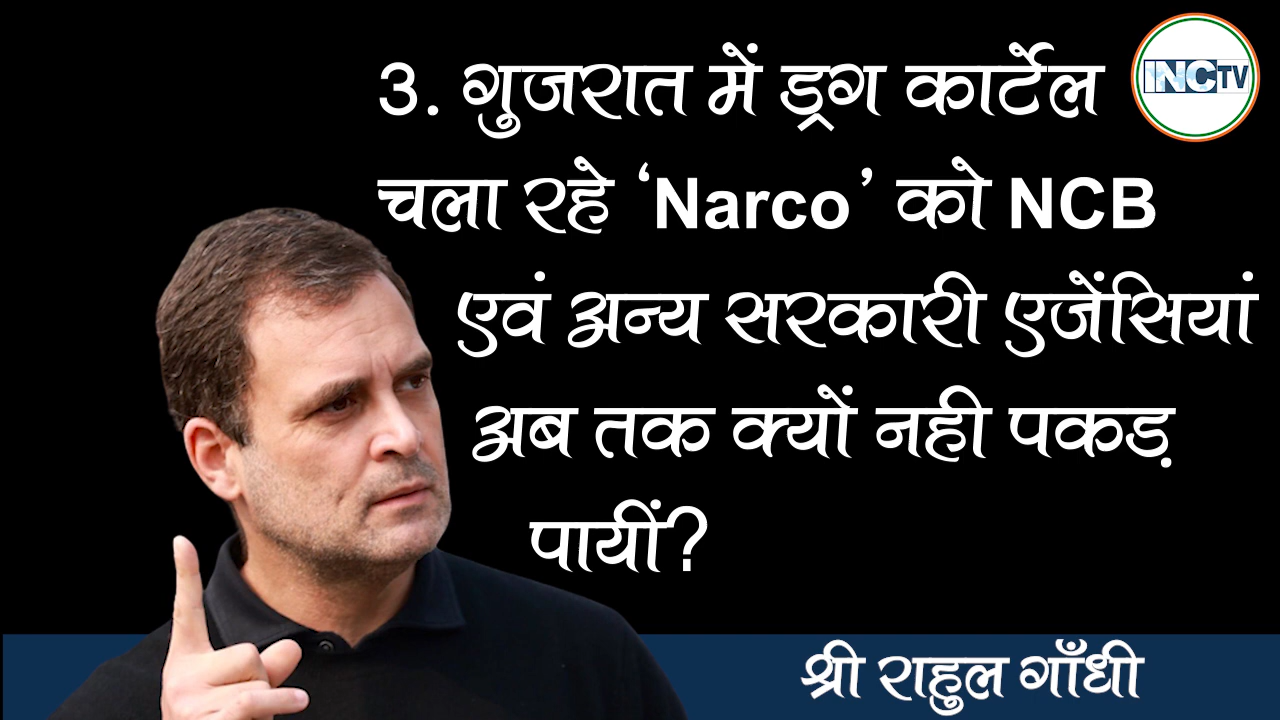 INCTV
3. गुजरात में ड्रग कार्टेल
चला रहे ‘Narco’ को NCB
एवं अन्य सरकारी एजेंसियां
अब तक क्यों नही पकड़
पायीं?
श्री राहुल गाँधी